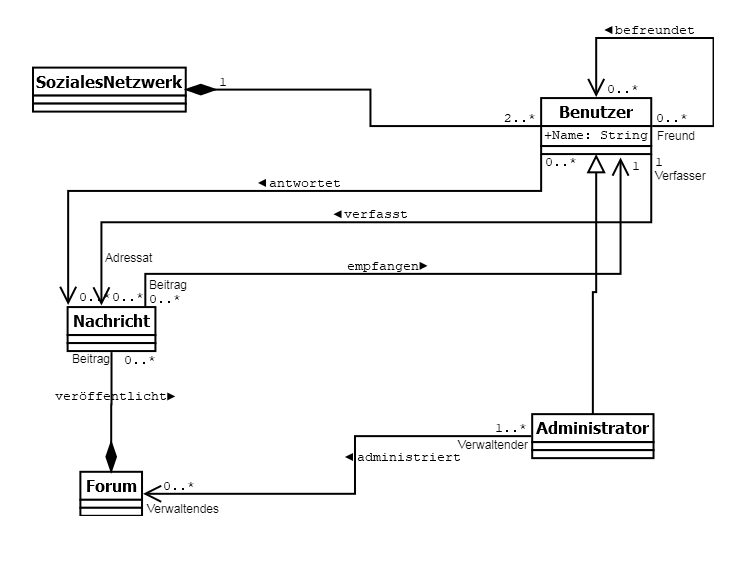 ◄befreundet
SozialesNetzwerk
1
0..*
Benutzer
2..*
0..*
+Name: String
Freund
0..*
1
1
Verfasser
◄antwortet
◄verfasst
Adressat
empfangen►
Beitrag
0..*
0..*
0..*
Nachricht
Beitrag
0..*
veröffentlicht►
1..*
Administrator
Verwaltender
◄administriert
Forum
0..*
Verwaltendes